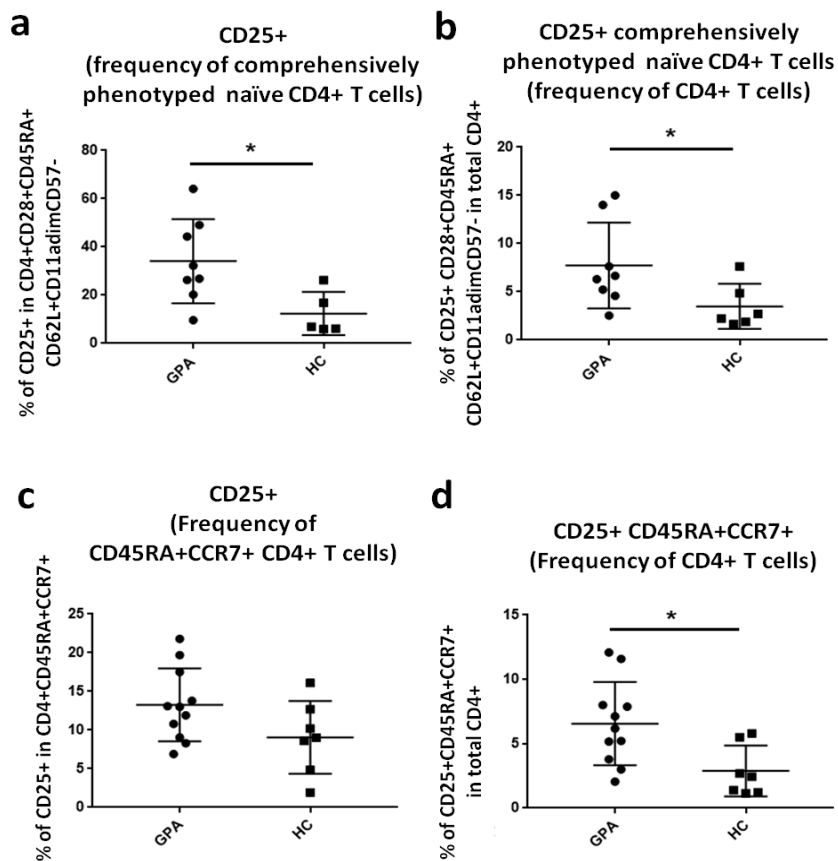 a
CD25+
(frequency of comprehensively
phenotyped naïve CD4+ T cells)
% of CD25+ in CD4+CD28+CD45RA+
CD62L+CD11adimCD57-
80
60
40
20
0
*
GPA
HC
b
CD25+ comprehensively
phenotyped naïve CD4+ T cells
(frequency of CD4+ T cells)
% of CD25+ CD28+CD45RA+
CD62L+CD11adimCD57- in total CD4+
20
15
10
5
0
*
GPA
HC
c
CD25+
(Frequency of
CD45RA+CCR7+ CD4+ T cells)
% of CD25+ in CD4+CD45RA+CCR7+
25
20
15
10
5
0
GPA
HC
d
CD25+ CD45RA+CCR7+
(Frequency of CD4+ T cells)
% of CD25+CD45RA+CCR7+
in total CD4+
15
10
5
0
*
GPA
HC